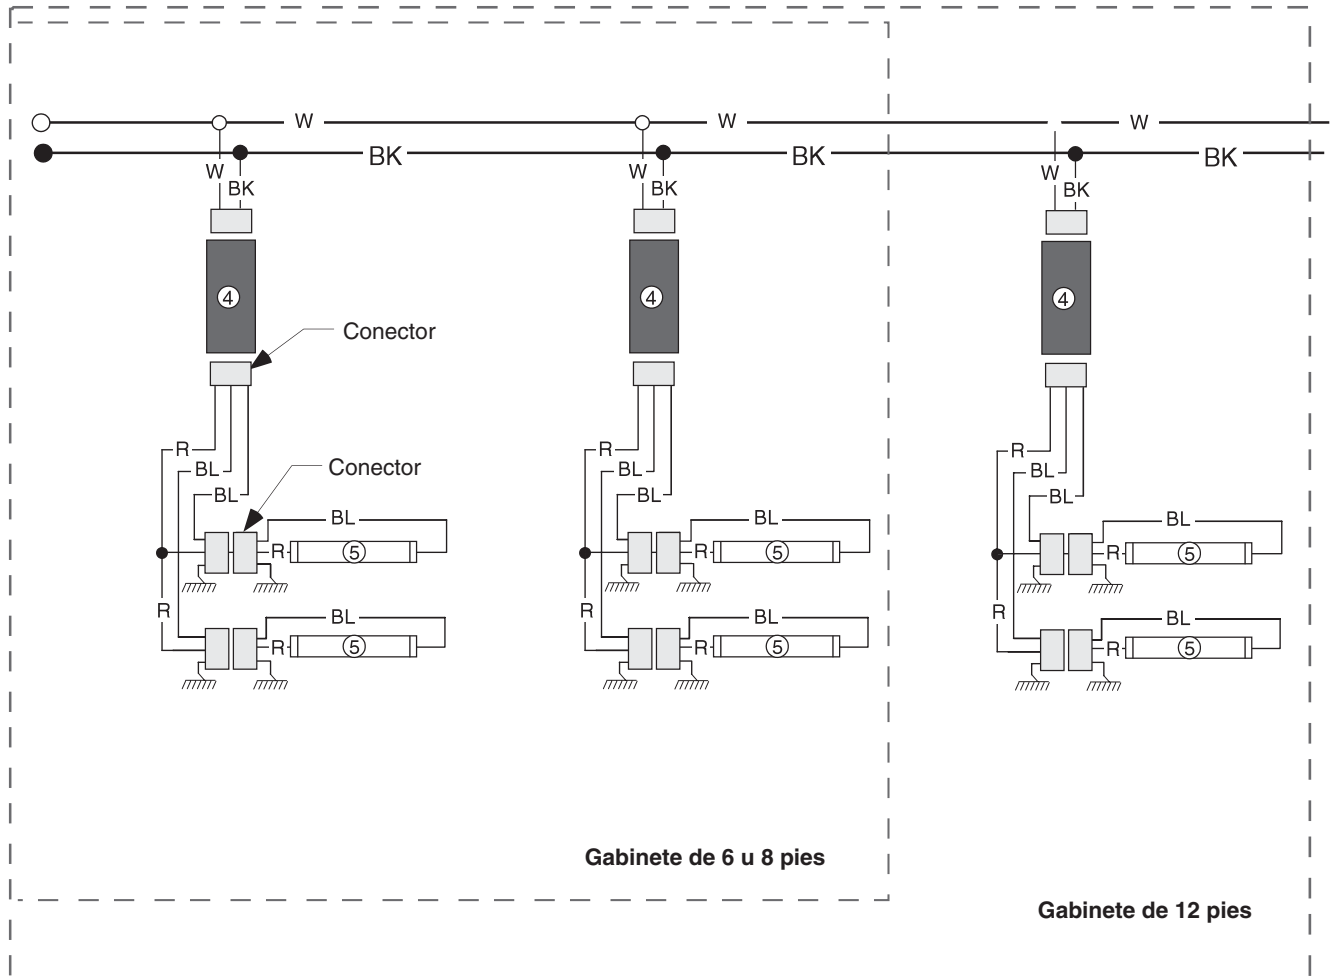 W W W
BK BK BK
W W W
BK BK BK
4 4 4
Conector
R R R
BL BL BL
Conector
BL BL BL
BL BL BL
R 5 R 5 R 5
R R R
BL BL BL
R 5 R 5 R 5
Gabinete de 6 u 8 pies
Gabinete de 12 pies